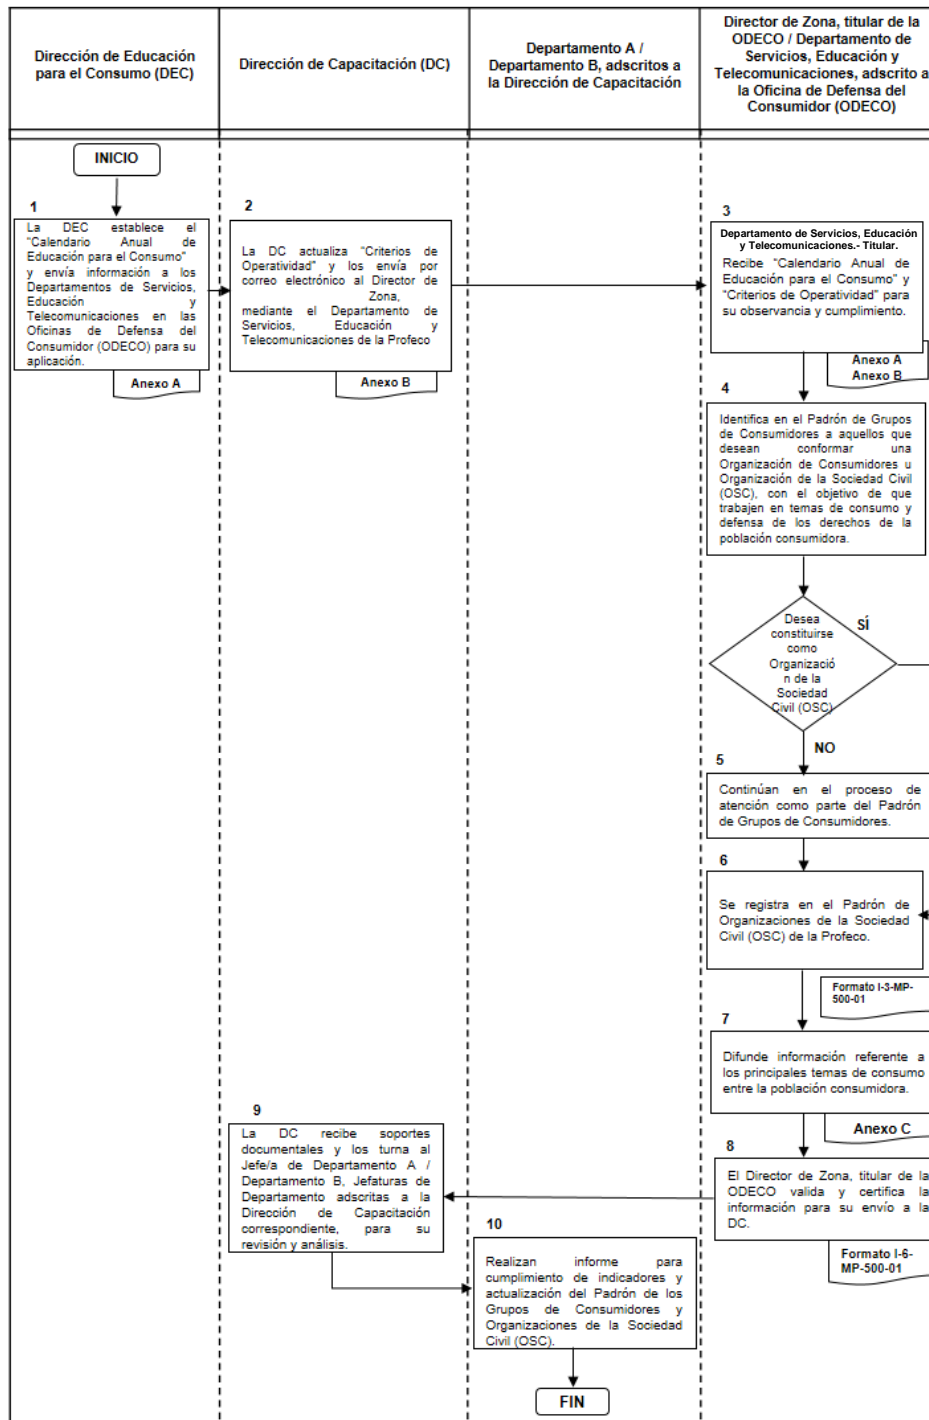 Dirección de Educación
para el Consumo (DEC)
Dirección de Capacitación (DC)
Departamento A /
Departamento B, adscritos a
la Dirección de Capacitación
Director de Zona, titular de la
ODECO / Departamento de
Servicios, Educación y
Telecomunicaciones, adscrito a
la Oficina de Defensa del
Consumidor (ODECO)
INICIO
1
La DEC establece el
"Calendario Anual de
Educación para el Consumo"
y envía información a los
Departamentos de Servicios,
Educación y
Telecomunicaciones en las
Oficinas de Defensa del
Consumidor (ODECO) para su
aplicación.
Anexo A
2
La DC actualiza "Criterios de
Operatividad" y los envía por
correo electrónico al Director de
Zona,
mediante el Departamento de
Servicios, Educación y
Telecomunicaciones de la Profeco
Anexo B
3
Departamento de Servicios, Educación
y Telecomunicaciones.- Titular.
Recibe "Calendario Anual de
Educación para el Consumo" y
"Criterios de Operatividad" para
su observancia y cumplimiento.
Anexo A
Anexo B
4
Identifica en el Padrón de Grupos
de Consumidores a aquellos que
desean conformar una
Organización de Consumidores u
Organización de la Sociedad Civil
(OSC), con el objetivo de que
trabajen en temas de consumo y
defensa de los derechos de la
población consumidora.
Desea
constituirse
como
Organizació
n de la
Sociedad
Civil (OSC)
SÍ
NO
5
Continúan en el proceso de
atención como parte del Padrón
de Grupos de Consumidores.
6
Se registra en el Padrón de
Organizaciones de la Sociedad
Civil (OSC) de la Profeco.
Formato I-3-MP-
500-01
7
Difunde información referente a
los principales temas de consumo
entre la población consumidora.
Anexo C
8
El Director de Zona, titular de la
ODECO valida y certifica la
información para su envío a la
DC.
Formato I-6-
MP-500-01
9
La DC recibe soportes
documentales y los turna al
Jefe/a de Departamento A /
Departamento B, Jefaturas de
Departamento adscritas a la
Dirección de Capacitación
correspondiente, para su
revisión y análisis.
10
Realizan informe para
cumplimiento de indicadores y
actualización del Padrón de los
Grupos de Consumidores y
Organizaciones de la Sociedad
Civil (OSC).
FIN